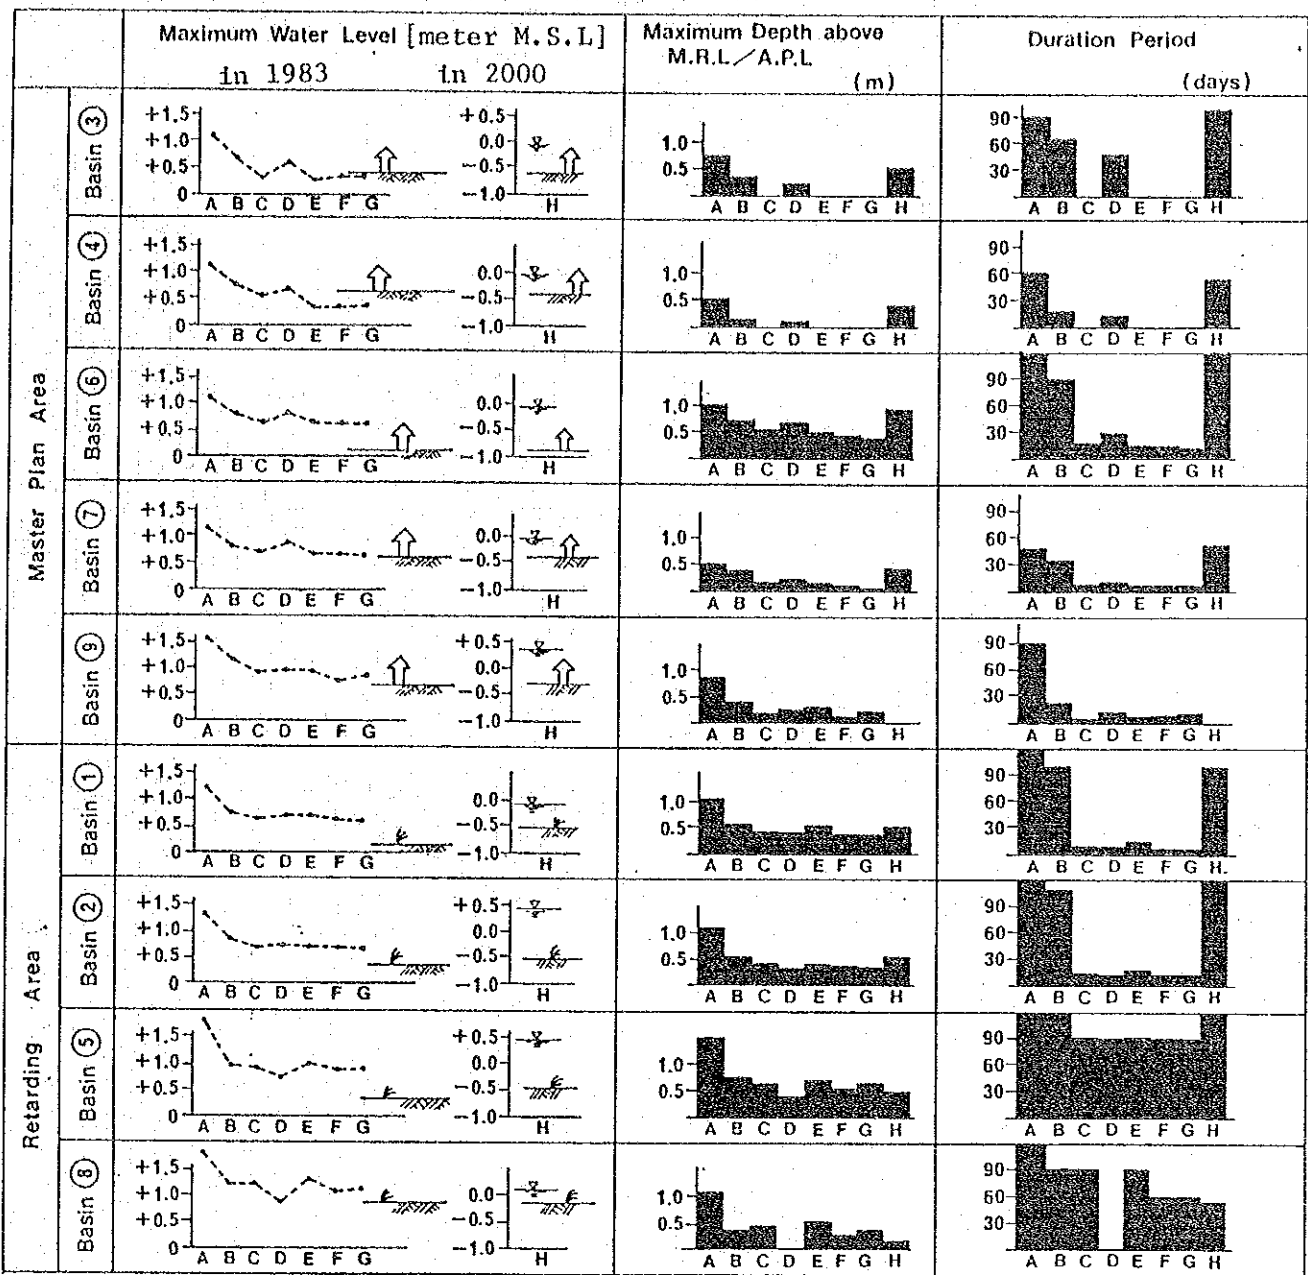 Maximum Water Level [meter M.S.L]
in 1983 in 2000
Maximum Depth above
M.R.L／A.P.L
(m)
Duration Period
(days)
Master Plan Area
Basin ③
+1.5
+1.0
+0.5
0
A B C D E F G
+0.5
0.0
−0.5
−1.0
H
1.0
0.5
A B C D E F G H
90
60
30
A B C D E F G H
Basin ④
+1.5
+1.0
+0.5
0
A B C D E F G
0.0
−0.5
−1.0
H
1.0
0.5
A B C D E F G H
90
60
30
A B C D E F G H
Basin ⑥
+1.5
+1.0
+0.5
0
A B C D E F G
0.0
−0.5
−1.0
H
1.0
0.5
A B C D E F G H
90
60
30
A B C D E F G H
Basin ⑦
+1.5
+1.0
+0.5
0
A B C D E F G
0.0
−0.5
−1.0
H
1.0
0.5
A B C D E F G H
90
60
30
A B C D E F G H
Basin ⑨
+1.5
+1.0
+0.5
0
A B C D E F G
+0.5
0.0
−0.5
−1.0
H
1.0
0.5
A B C D E F G H
90
60
30
A B C D E F G H
Retarding Area
Basin ①
+1.5
+1.0
+0.5
0
A B C D E F G
0.0
−0.5
−1.0
H
1.0
0.5
A B C D E F G H
90
60
30
A B C D E F G H.
Basin ②
+1.5
+1.0
+0.5
0
A B C D E F G
+0.5
0.0
−0.5
−1.0
H
1.0
0.5
A B C D E F G H
90
60
30
A B C D E F G H
Basin ⑤
+1.5
+1.0
+0.5
0
A B C D E F G
+0.5
0.0
−0.5
−1.0
H
1.0
0.5
A B C D E F G H
90
60
30
A B C D E F G H
Basin ⑧
+1.5
+1.0
+0.5
0
A B C D E F G
0.0
−0.5
−1.0
H
1.0
0.5
A B C D E F G H
90
60
30
A B C D E F G H